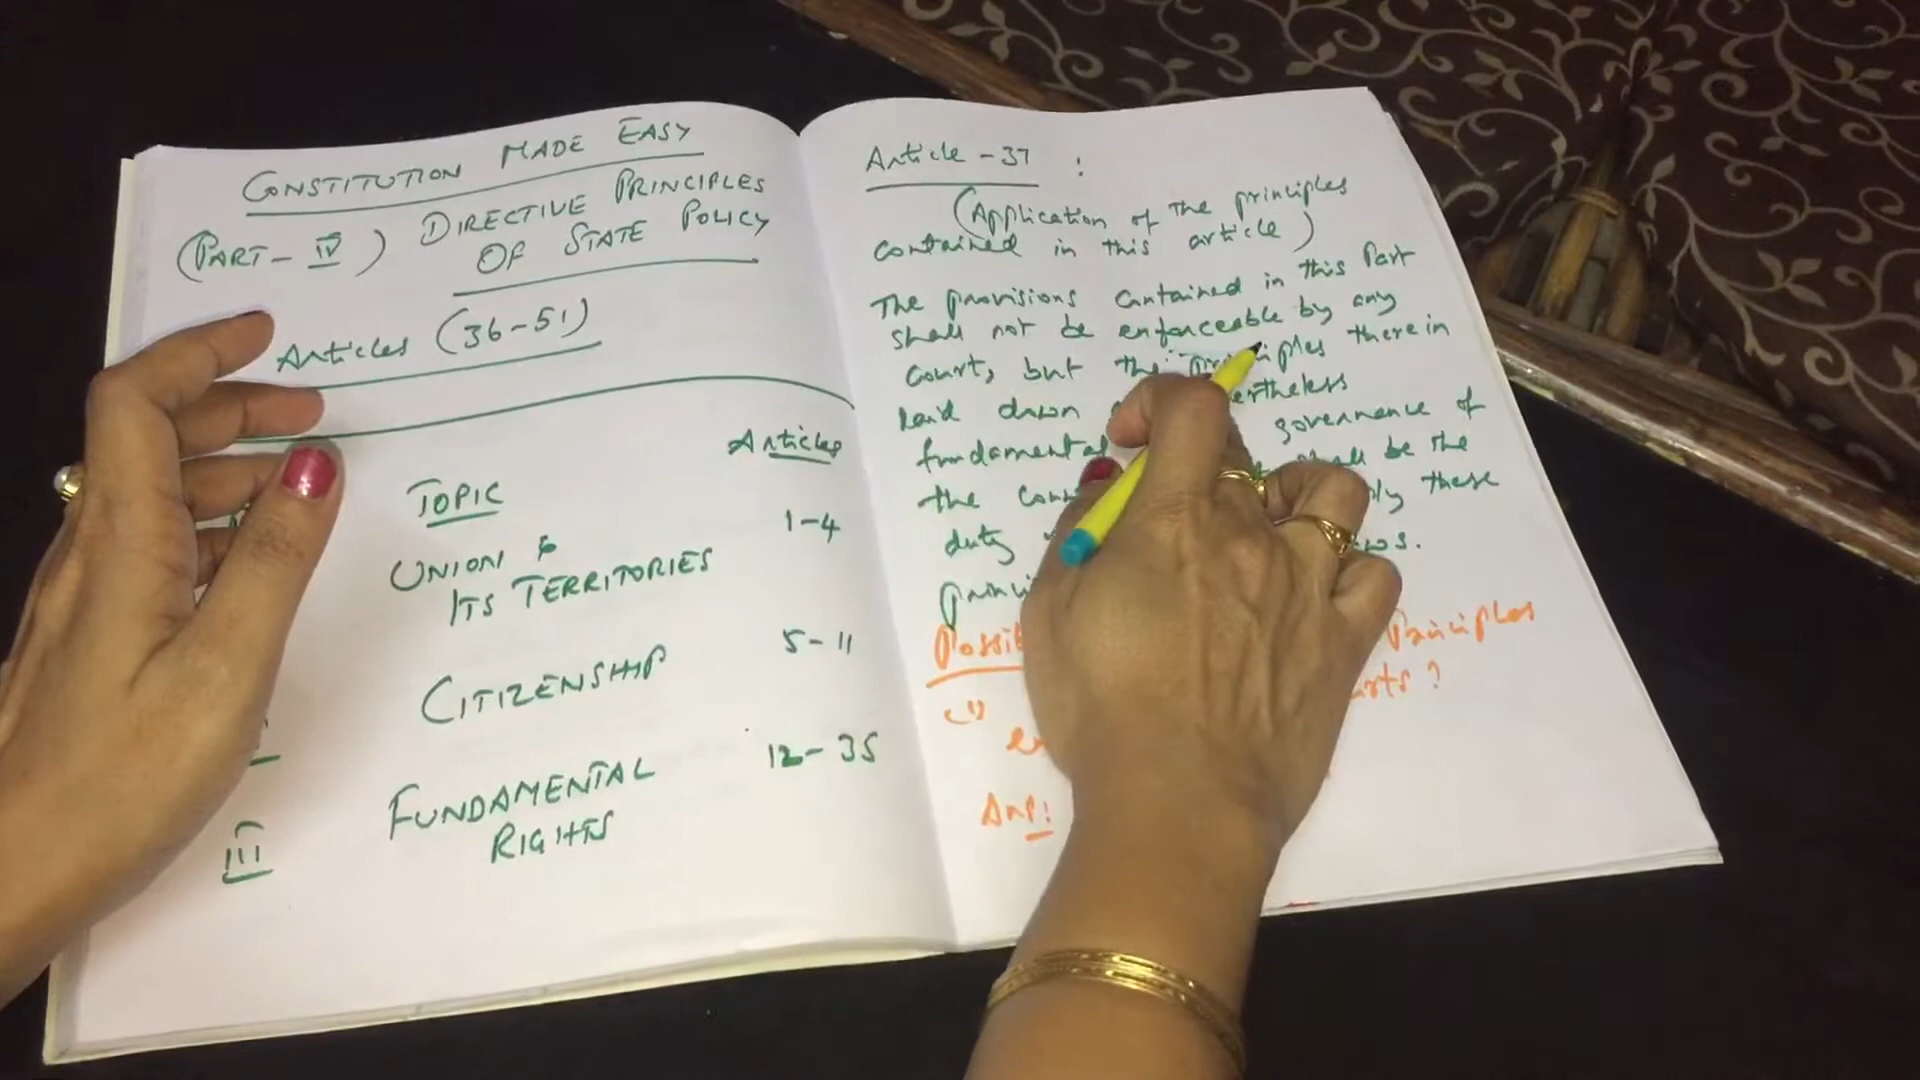 CONSTITUTION MADE EASY
(PART-IV) DIRECTIVE PRINCIPLES
OF STATE POLICY
Articles (36-51)
Articles
TOPIC
UNION & 1-4
ITS TERRITORIES
CITIZENSHIP 5-11
III FUNDAMENTAL 12-35
RIGHTS
Article - 37 :
(Application of the principles
contained in this article)
The provisions contained in this Part
shall not be enforceable by any
court, but the principles there in
laid down
fundamental governance of
the shall be the
duty these
Principles
(1)
Ans: